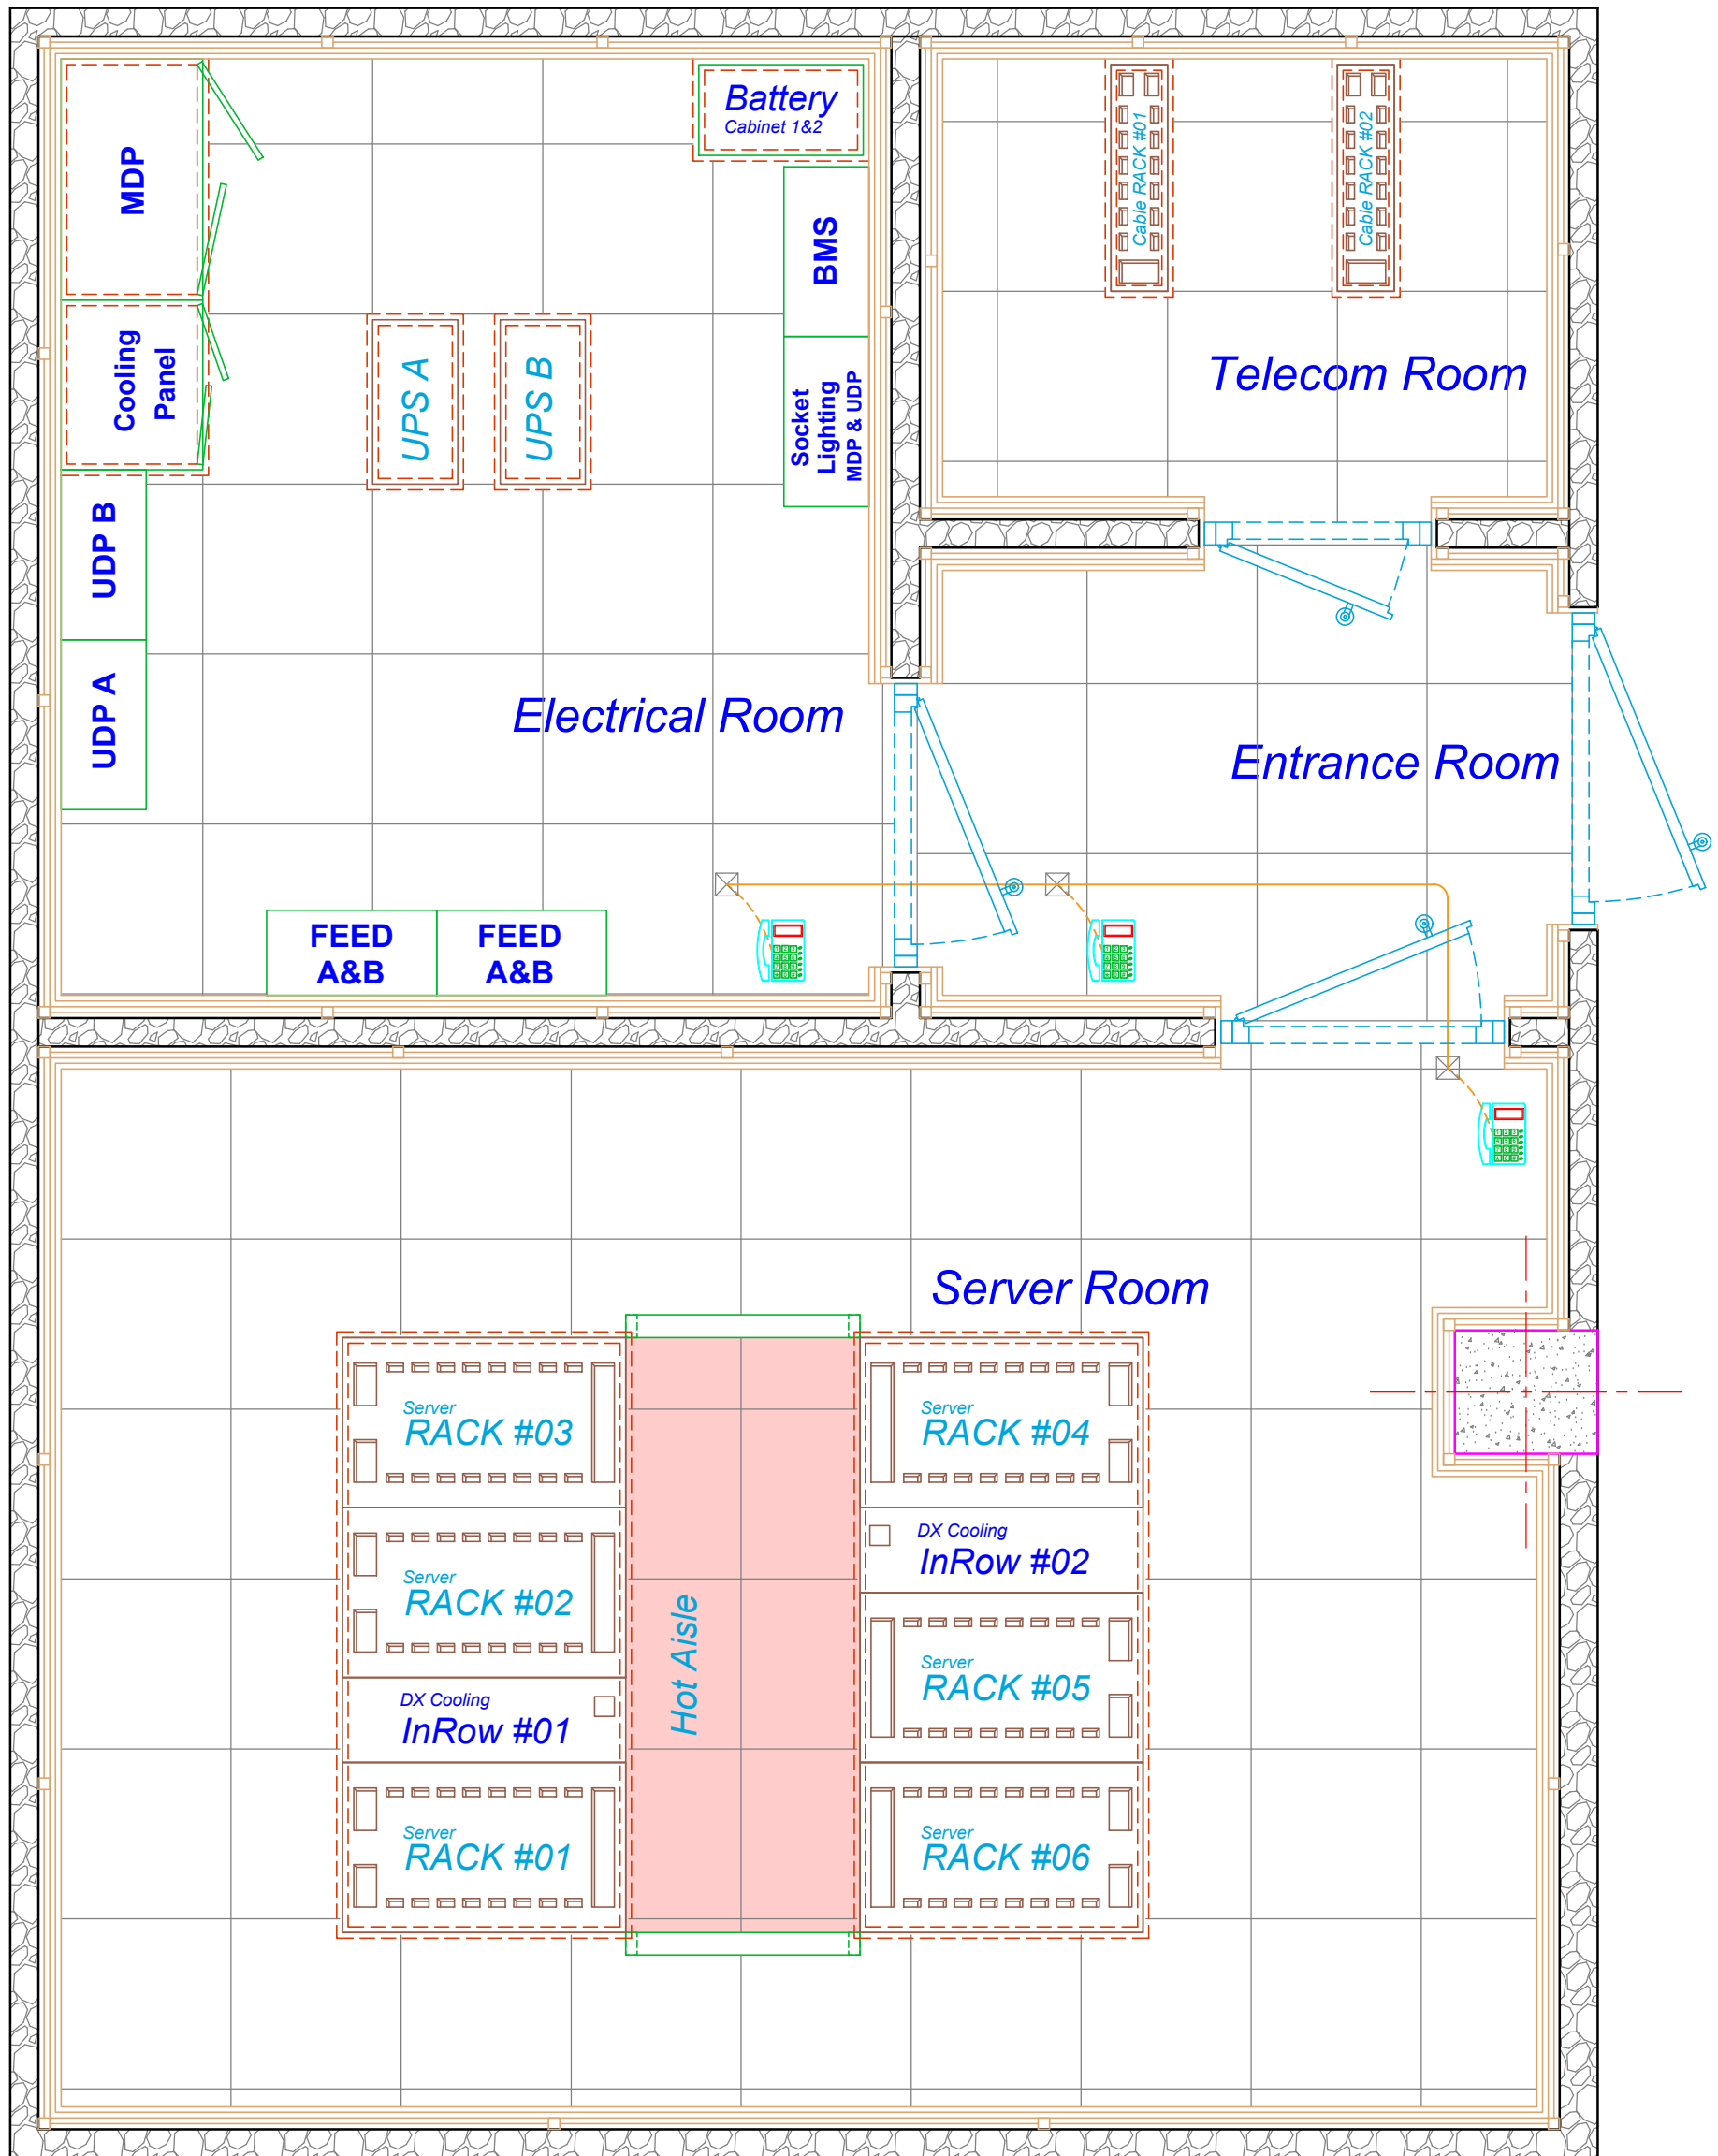 Battery
Cabinet 1&2
MDP
BMS
Cable RACK #01
Cable RACK #02
Cooling
Panel
UPS A
UPS B
Socket
Lighting
MDP & UDP
Telecom Room
UDP B
UDP A
Electrical Room
Entrance Room
FEED
A&B
FEED
A&B
Server Room
Server
RACK #03
Server
RACK #04
DX Cooling
InRow #02
Server
RACK #02
Hot Aisle
Server
RACK #05
DX Cooling
InRow #01
Server
RACK #01
Server
RACK #06